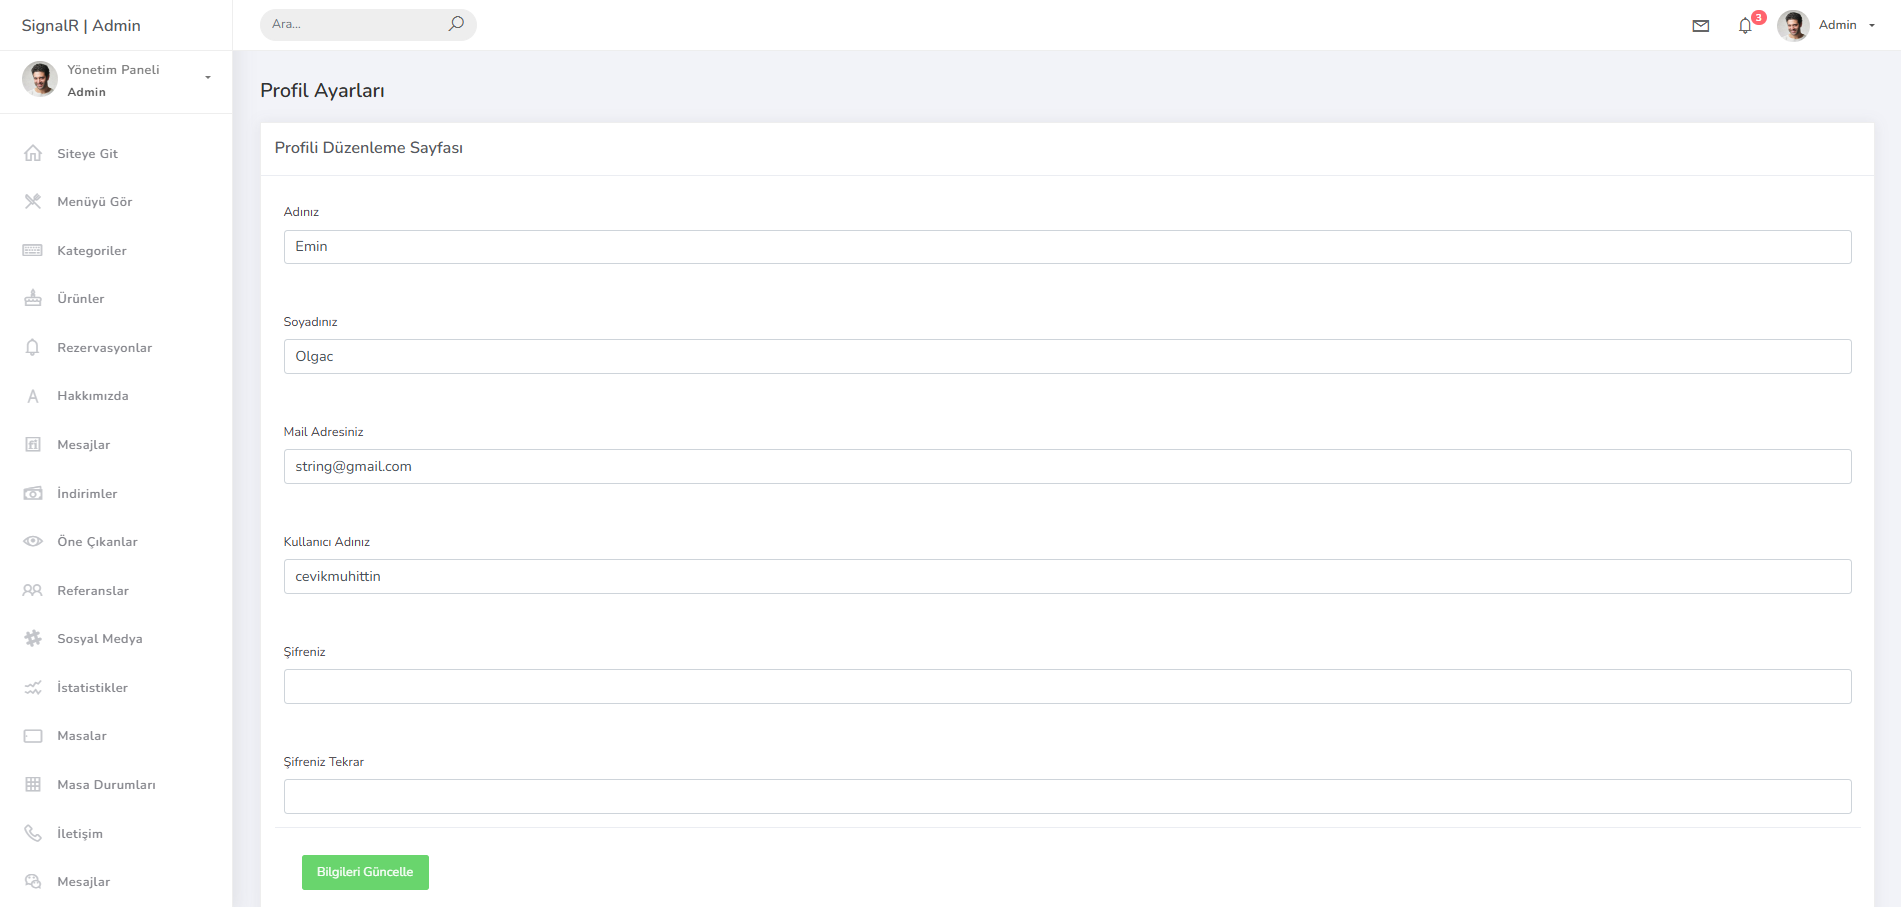 SignalR | Admin
Ara...
3
Admin
Yönetim Paneli
Admin
Siteye Git
Menüyü Gör
Kategoriler
Ürünler
Rezervasyonlar
Hakkımızda
Mesajlar
İndirimler
Öne Çıkanlar
Referanslar
Sosyal Medya
İstatistikler
Masalar
Masa Durumları
İletişim
Mesajlar
Profil Ayarları
Profili Düzenleme Sayfası
Adınız
Emin
Soyadınız
Olgac
Mail Adresiniz
string@gmail.com
Kullanıcı Adınız
cevikmuhittin
Şifreniz
Şifreniz Tekrar
Bilgileri Güncelle